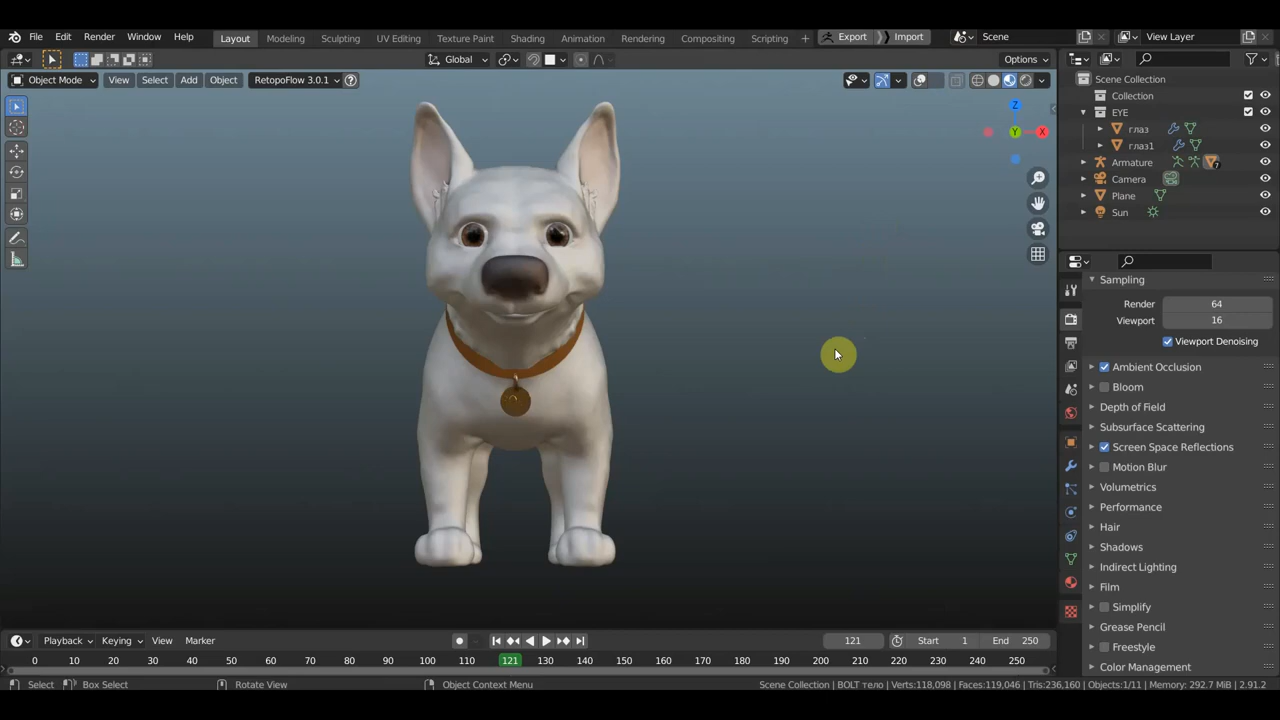 File Edit Render Window Help Layout Modeling Sculpting UV Editing Texture Paint Shading Animation Rendering Compositing Scripting + Export Import Scene View Layer
Global Options
Object Mode View Select Add Object RetopoFlow 3.0.1
Scene Collection
Collection
EYE
глаз
глаз1
Armature 7
Camera
Plane
Sun
Z
Y X
Sampling
Render 64
Viewport 16
Viewport Denoising
Ambient Occlusion
Bloom
Depth of Field
Subsurface Scattering
Screen Space Reflections
Motion Blur
Volumetrics
Performance
Hair
Shadows
Indirect Lighting
Film
Simplify
Grease Pencil
Freestyle
Color Management
Playback Keying View Marker 121 Start 1 End 250
0 10 20 30 40 50 60 70 80 90 100 110 121 130 140 150 160 170 180 190 200 210 220 230 240 250
Select Box Select Rotate View Object Context Menu Scene Collection | BOLT тело | Verts:118,098 | Faces:119,046 | Tris:236,160 | Objects:1/11 | Memory: 292.7 MiB | 2.91.2